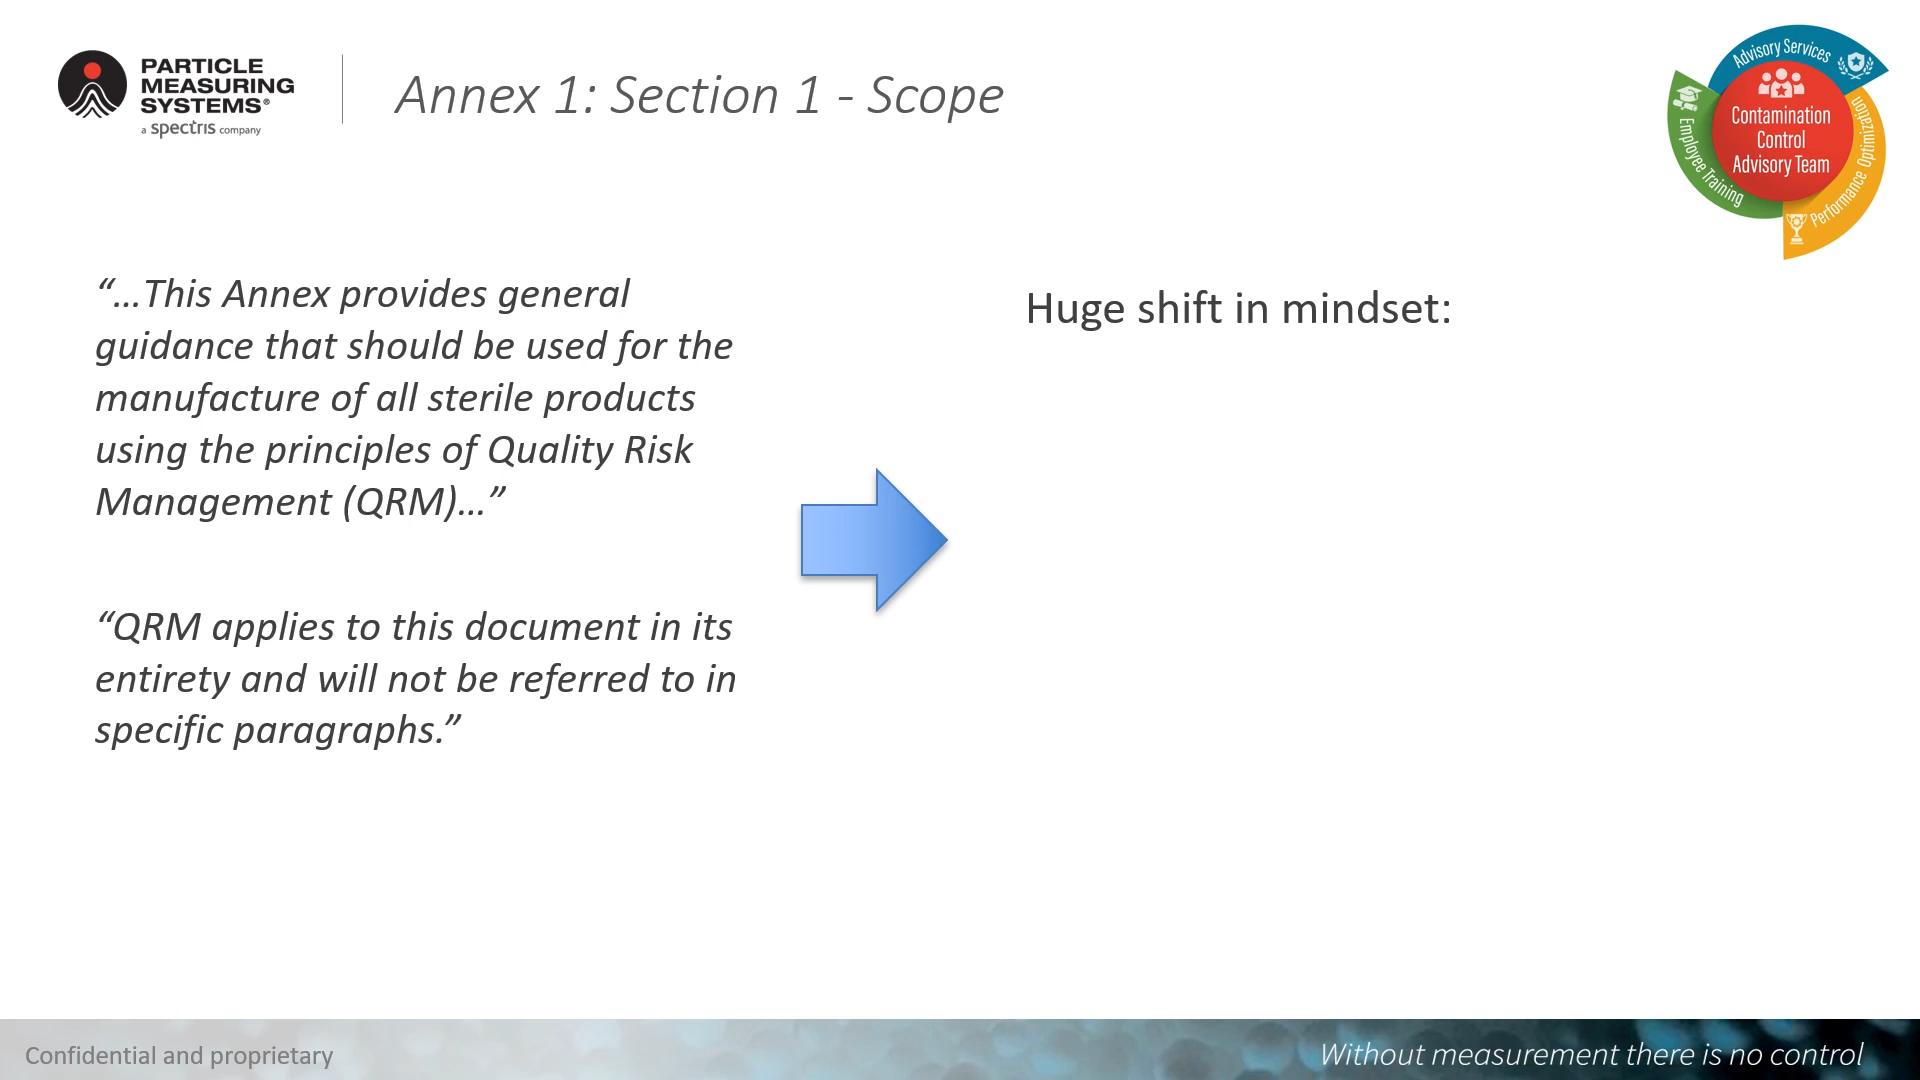 PARTICLE
MEASURING
SYSTEMS®
a spectris company
Annex 1: Section 1 - Scope
Advisory Services
Contamination
Control
Advisory Team
Employee Training
Performance Optimization
“…This Annex provides general
guidance that should be used for the
manufacture of all sterile products
using the principles of Quality Risk
Management (QRM)…”
“QRM applies to this document in its
entirety and will not be referred to in
specific paragraphs.”
Huge shift in mindset:
Confidential and proprietary
Without measurement there is no control